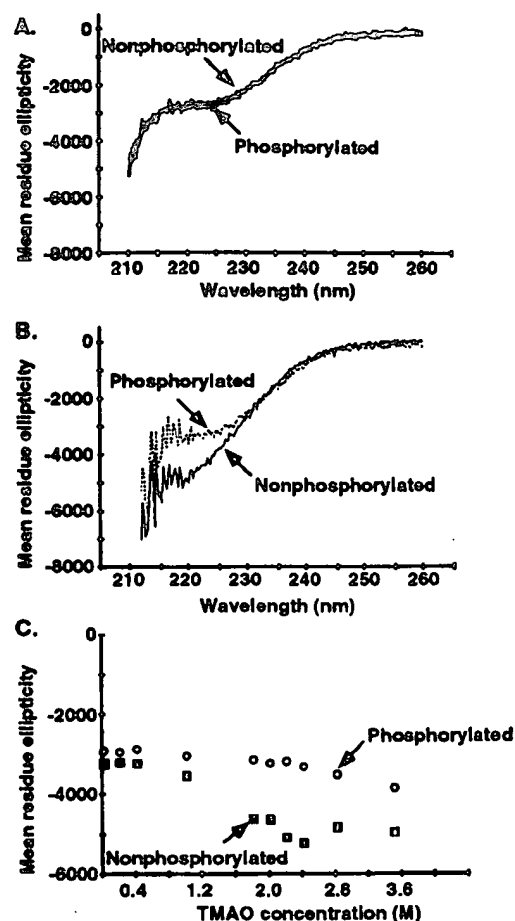 A.
0
-2000
-4000
-6000
-8000
Mean residue ellipticity
Nonphosphorylated
Phosphorylated
210 220 230 240 250 260
Wavelength (nm)
B.
0
-2000
-4000
-6000
-8000
Mean residue ellipticity
Phosphorylated
Nonphosphorylated
210 220 230 240 250 260
Wavelength (nm)
C.
0
-2000
-4000
-6000
Mean residue ellipticity
Phosphorylated
Nonphosphorylated
0.4 1.2 2.0 2.8 3.6
TMAO concentration (M)